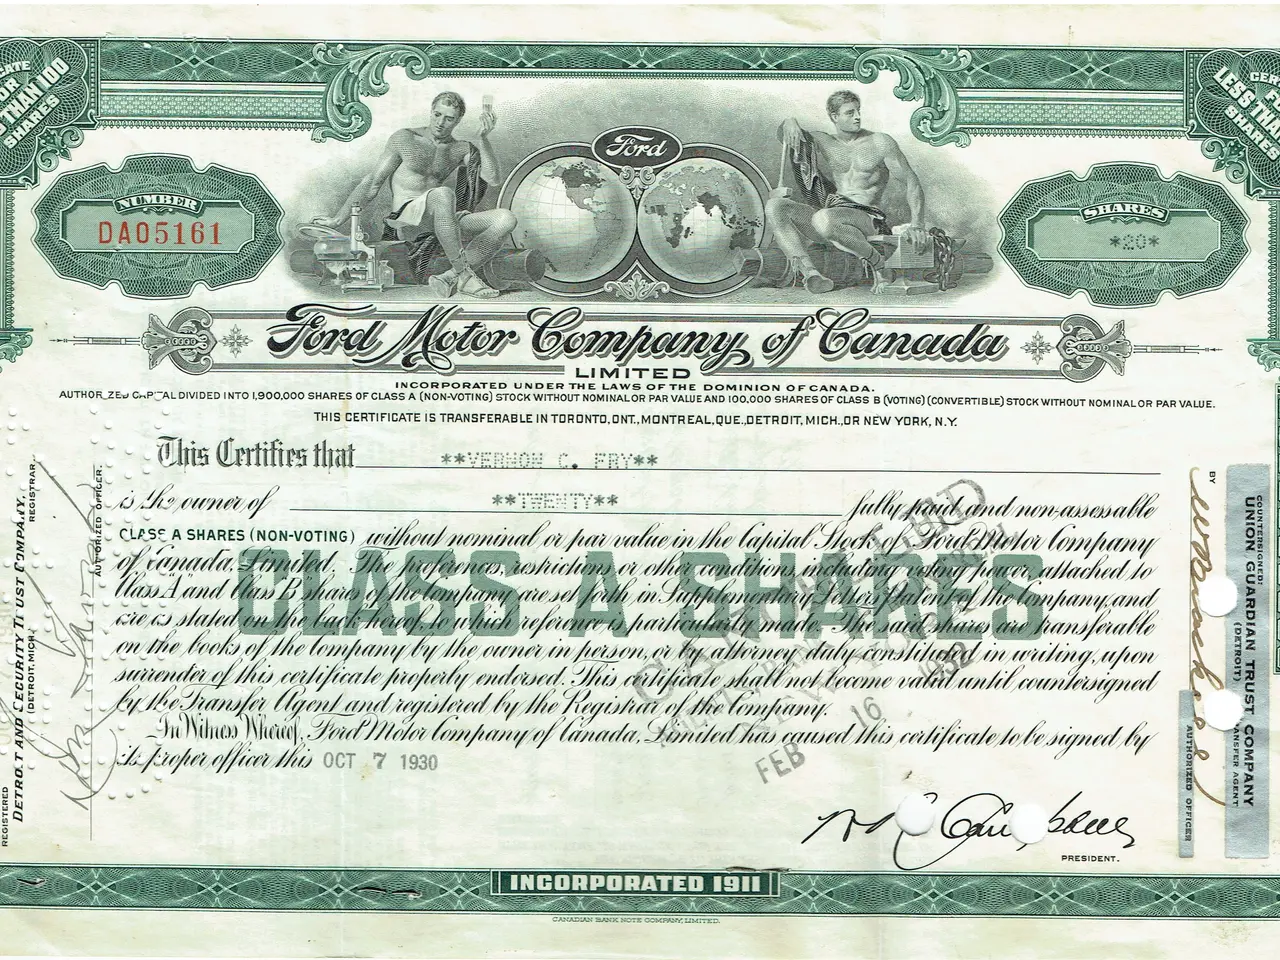 CERTIFICATE
FOR
LESS THAN 100
SHARES
Ford
NUMBER
DA05161
SHARES
*20*
Ford Motor Company of Canada
LIMITED
INCORPORATED UNDER THE LAWS OF THE DOMINION OF CANADA.
AUTHORIZED CAPITAL DIVIDED INTO 1,900,000 SHARES OF CLASS A (NON-VOTING) STOCK WITHOUT NOMINAL OR PAR VALUE AND 100,000 SHARES OF CLASS B (VOTING) (CONVERTIBLE) STOCK WITHOUT NOMINAL OR PAR VALUE.
THIS CERTIFICATE IS TRANSFERABLE IN TORONTO, ONT., MONTREAL, QUE., DETROIT, MICH., OR NEW YORK, N.Y.
This Certifies that **VERNON C. FRY**
is the owner of **TWENTY** fully paid and non-assessable
CLASS A SHARES (NON-VOTING) without nominal or par value in the Capital Stock of Ford Motor Company
of Canada, Limited. The preferences, restrictions or other conditions, including voting power, attached to
Class "A" and Class B shares of the Company are set forth in Supplementary Letters Patent of the Company, and
are as stated on the back hereof, to which reference is particularly made. The said shares are transferable
on the books of the Company by the owner in person, or by attorney duly constituted in writing, upon
surrender of this certificate properly endorsed. This certificate shall not become valid until countersigned
by the Transfer Agent and registered by the Registrar of the Company.
In Witness Whereof, Ford Motor Company of Canada, Limited has caused this certificate to be signed by
its proper officer this OCT 7 1930
CLASS A SHARES
CANCELLED
FEB 16 1932
PRESIDENT.
INCORPORATED 1911
CANADIAN BANK NOTE COMPANY, LIMITED.
REGISTERED
DETROIT AND SECURITY TRUST COMPANY,
(DETROIT, MICH.)
REGISTRAR.
AUTHORIZED OFFICER.
COUNTERSIGNED:
UNION GUARDIAN TRUST COMPANY
(DETROIT)
TRANSFER AGENT
BY
AUTHORIZED OFFICER
CERTIFICATE
FOR
LESS THAN
SHARES